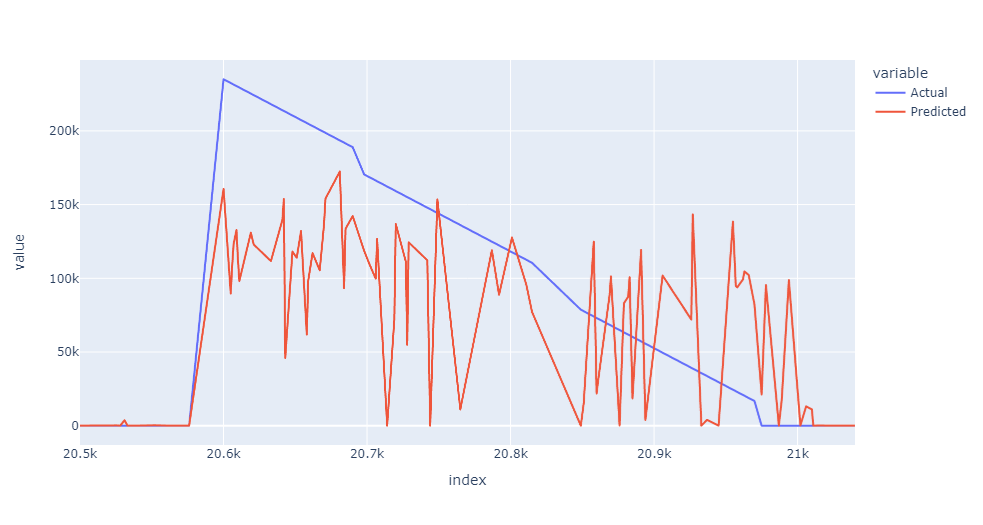 variable
Actual
Predicted
value
200k
150k
100k
50k
0
20.5k
20.6k
20.7k
20.8k
20.9k
21k
index